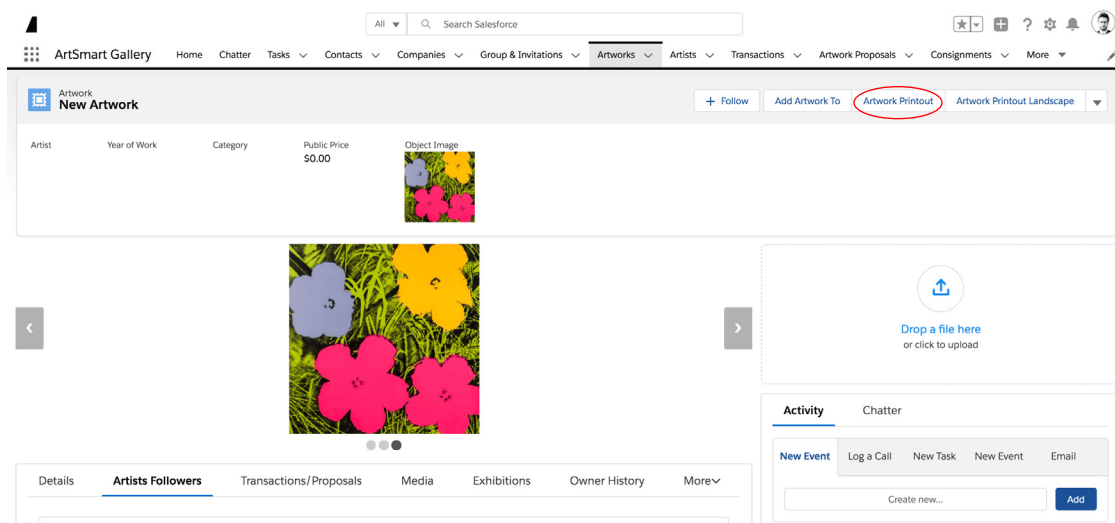 All
Search Salesforce
ArtSmart Gallery Home Chatter Tasks Contacts Companies Group & Invitations Artworks Artists Transactions Artwork Proposals Consignments More
Artwork
New Artwork
+ Follow Add Artwork To Artwork Printout Artwork Printout Landscape
Artist Year of Work Category Public Price Object Image
$0.00
Drop a file here
or click to upload
Activity Chatter
New Event Log a Call New Task New Event Email
Create new... Add
Details Artists Followers Transactions/Proposals Media Exhibitions Owner History More